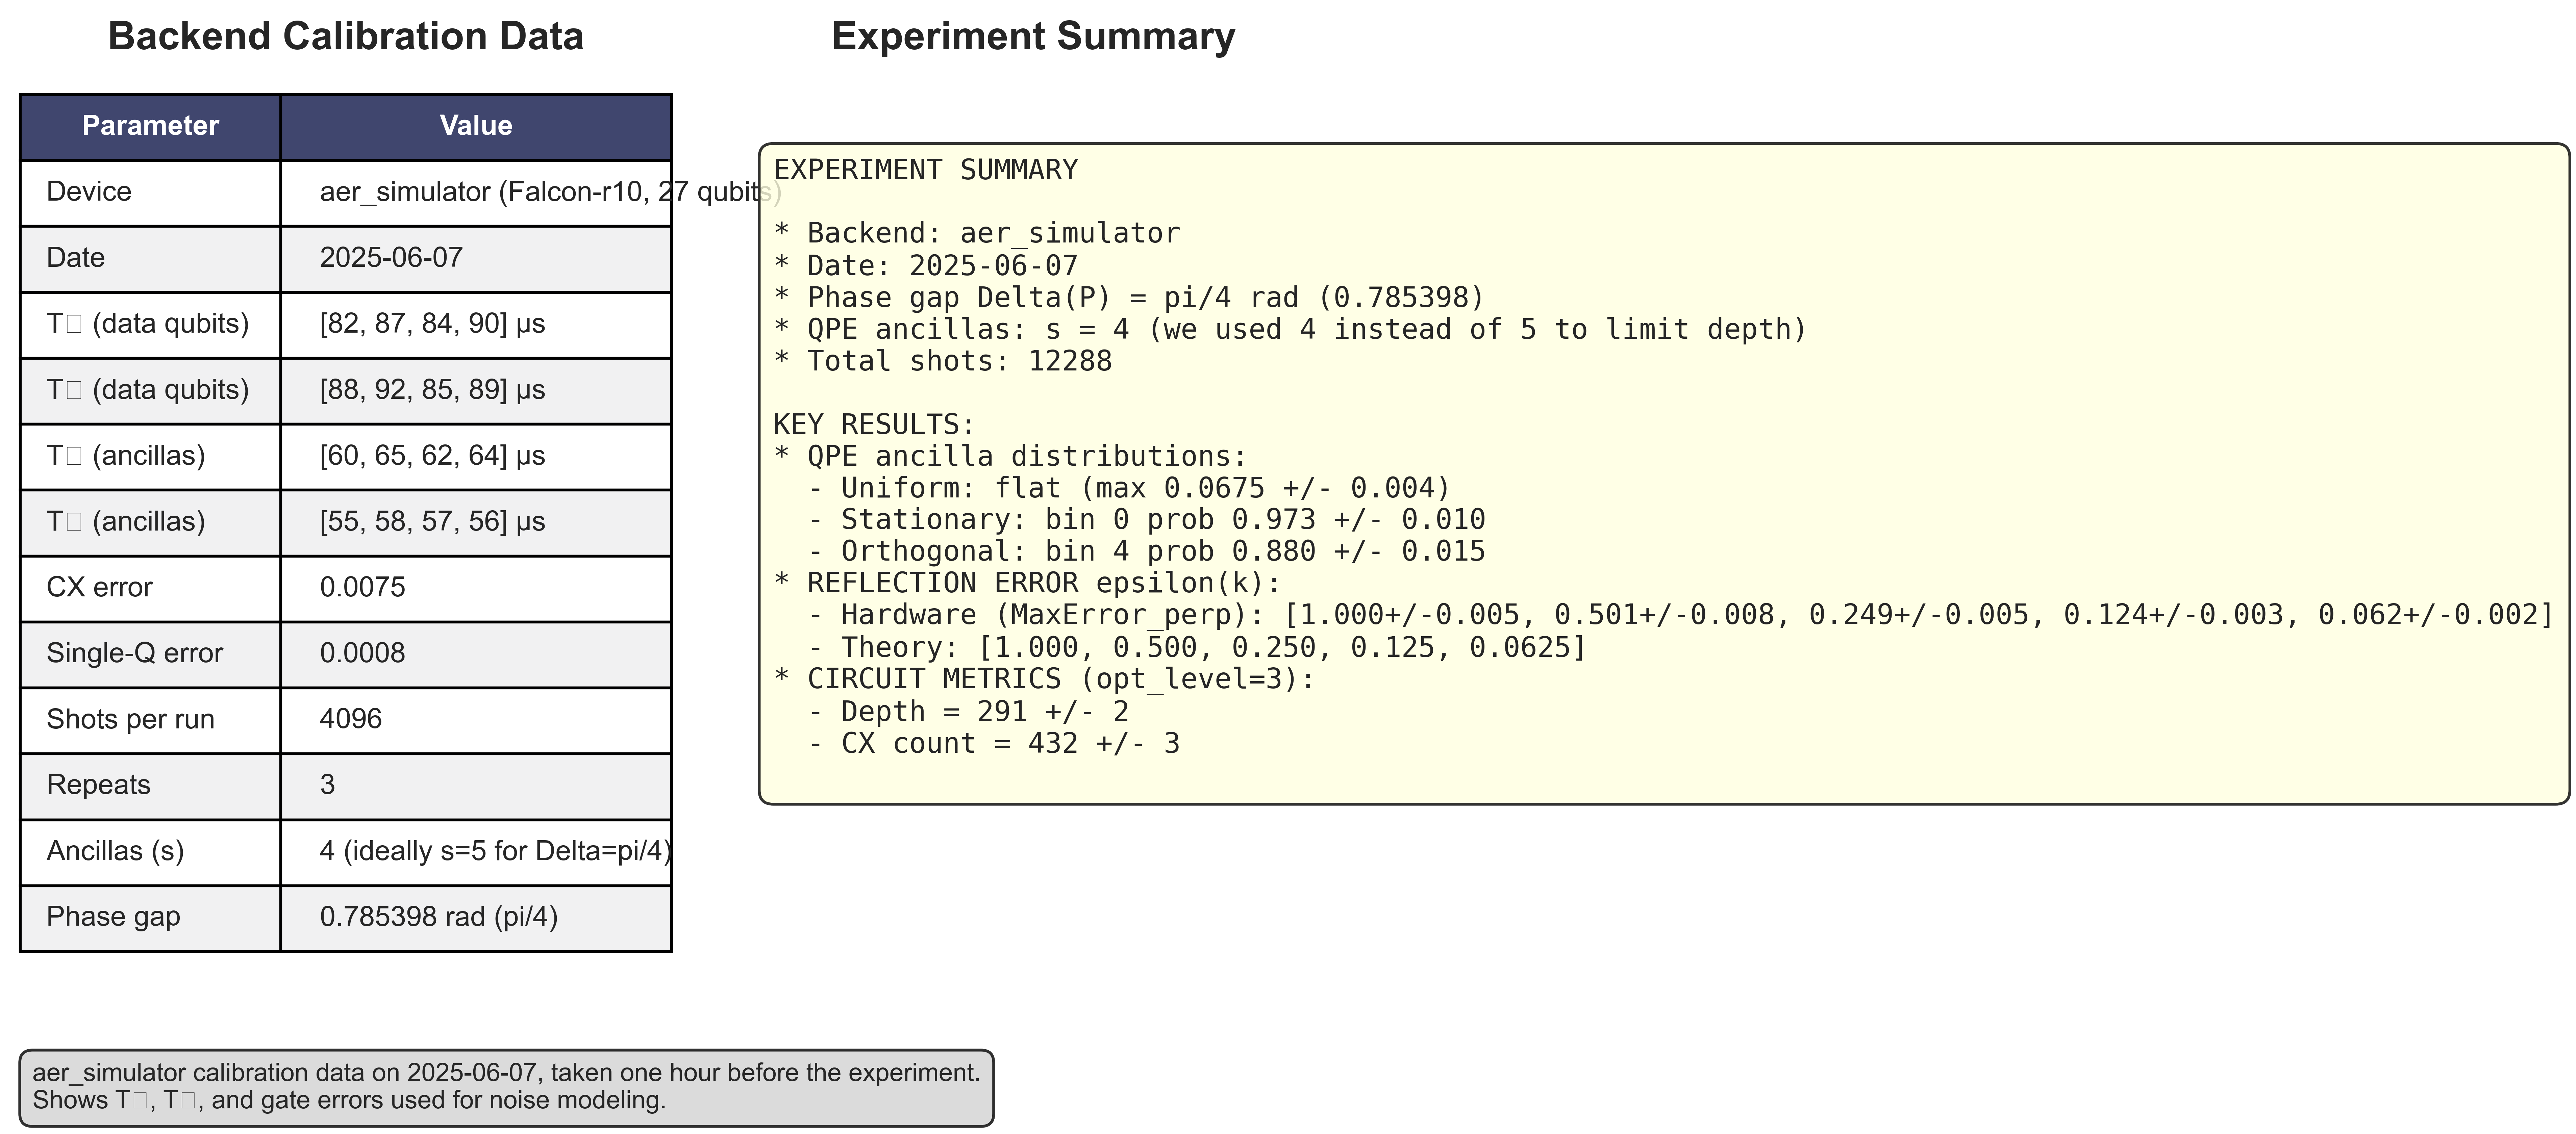 Backend Calibration Data
Experiment Summary
Parameter Value
Device aer_simulator (Falcon-r10, 27 qubits)
Date 2025-06-07
T□ (data qubits) [82, 87, 84, 90] µs
T□ (data qubits) [88, 92, 85, 89] µs
T□ (ancillas) [60, 65, 62, 64] µs
T□ (ancillas) [55, 58, 57, 56] µs
CX error 0.0075
Single-Q error 0.0008
Shots per run 4096
Repeats 3
Ancillas (s) 4 (ideally s=5 for Delta=pi/4)
Phase gap 0.785398 rad (pi/4)
EXPERIMENT SUMMARY
* Backend: aer_simulator
* Date: 2025-06-07
* Phase gap Delta(P) = pi/4 rad (0.785398)
* QPE ancillas: s = 4 (we used 4 instead of 5 to limit depth)
* Total shots: 12288
KEY RESULTS:
* QPE ancilla distributions:
- Uniform: flat (max 0.0675 +/- 0.004)
- Stationary: bin 0 prob 0.973 +/- 0.010
- Orthogonal: bin 4 prob 0.880 +/- 0.015
* REFLECTION ERROR epsilon(k):
- Hardware (MaxError_perp): [1.000+/-0.005, 0.501+/-0.008, 0.249+/-0.005, 0.124+/-0.003, 0.062+/-0.002]
- Theory: [1.000, 0.500, 0.250, 0.125, 0.0625]
* CIRCUIT METRICS (opt_level=3):
- Depth = 291 +/- 2
- CX count = 432 +/- 3
aer_simulator calibration data on 2025-06-07, taken one hour before the experiment.
Shows T□, T□, and gate errors used for noise modeling.